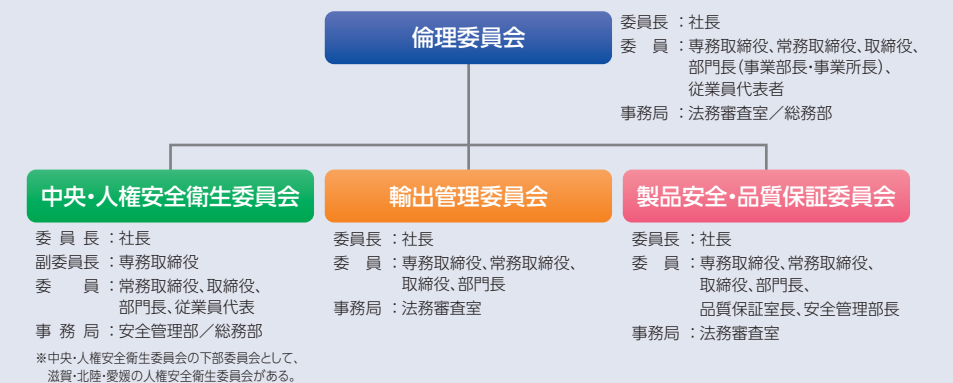 倫理委員会
委員長 ：社長
委　員 ：専務取締役、常務取締役、取締役、
部門長（事業部長・事業所長）、
従業員代表者
事務局 ：法務審査室／総務部
中央・人権安全衛生委員会
委 員 長 ：社長
副委員長 ：専務取締役
委　　員 ：常務取締役、取締役、
部門長、従業員代表
事 務 局 ：安全管理部／総務部
※中央・人権安全衛生委員会の下部委員会として、
滋賀・北陸・愛媛の人権安全衛生委員会がある。
輸出管理委員会
委員長 ：社長
委　員 ：専務取締役、常務取締役、
取締役、部門長
事務局 ：法務審査室
製品安全・品質保証委員会
委員長 ：社長
委　員 ：専務取締役、常務取締役、
取締役、部門長、
品質保証室長、安全管理部長
事務局 ：法務審査室